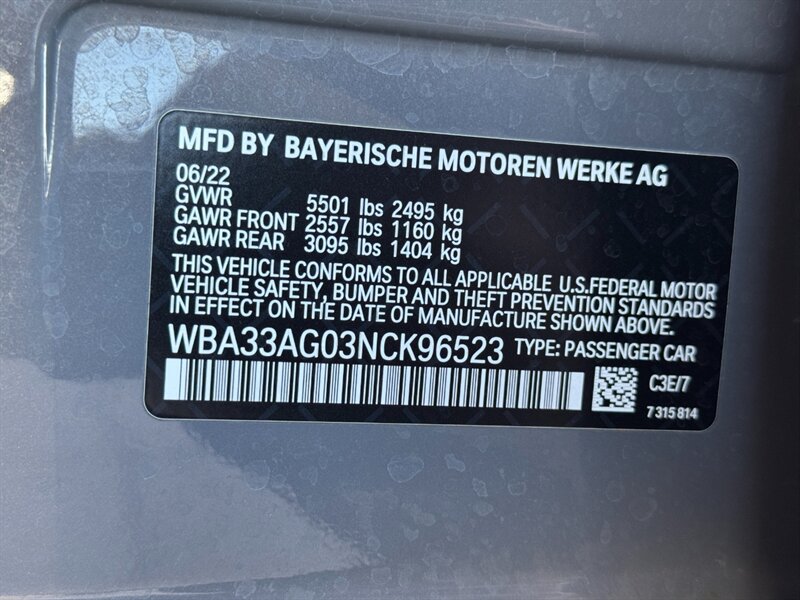 MFD BY BAYERISCHE MOTOREN WERKE AG
06/22
GVWR 5501 lbs 2495 kg
GAWR FRONT 2557 lbs 1160 kg
GAWR REAR 3095 lbs 1404 kg
THIS VEHICLE CONFORMS TO ALL APPLICABLE U.S.FEDERAL MOTOR
VEHICLE SAFETY, BUMPER AND THEFT PREVENTION STANDARDS
IN EFFECT ON THE DATE OF MANUFACTURE SHOWN ABOVE.
WBA33AG03NCK96523 TYPE: PASSENGER CAR
C3E/7
7 315 814